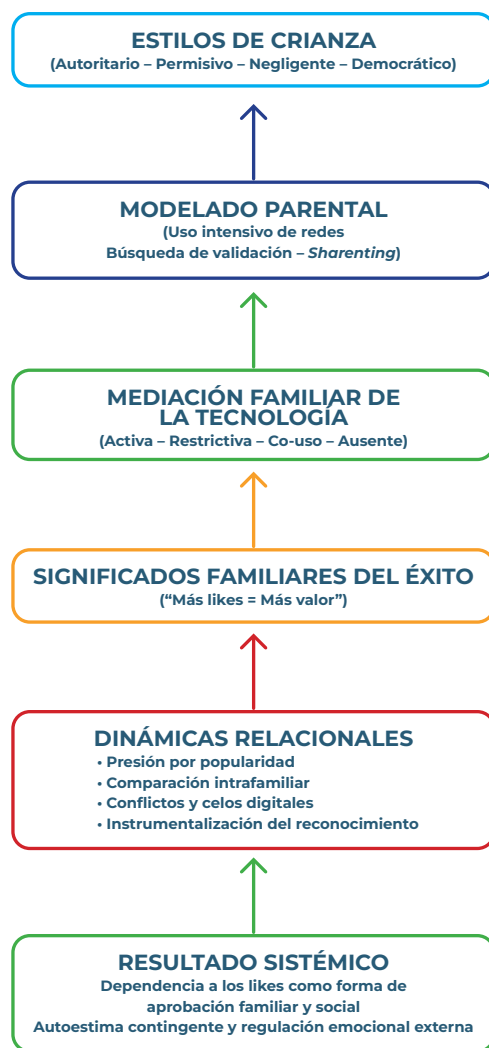 ESTILOS DE CRIANZA
(Autoritario – Permisivo – Negligente – Democrático)
MODELADO PARENTAL
(Uso intensivo de redes
Búsqueda de validación – Sharenting)
MEDIACIÓN FAMILIAR DE
LA TECNOLOGÍA
(Activa – Restrictiva – Co-uso – Ausente)
SIGNIFICADOS FAMILIARES DEL ÉXITO
(“Más likes = Más valor”)
DINÁMICAS RELACIONALES
• Presión por popularidad
• Comparación intrafamiliar
• Conflictos y celos digitales
• Instrumentalización del reconocimiento
RESULTADO SISTÉMICO
Dependencia a los likes como forma de
aprobación familiar y social
Autoestima contingente y regulación emocional externa